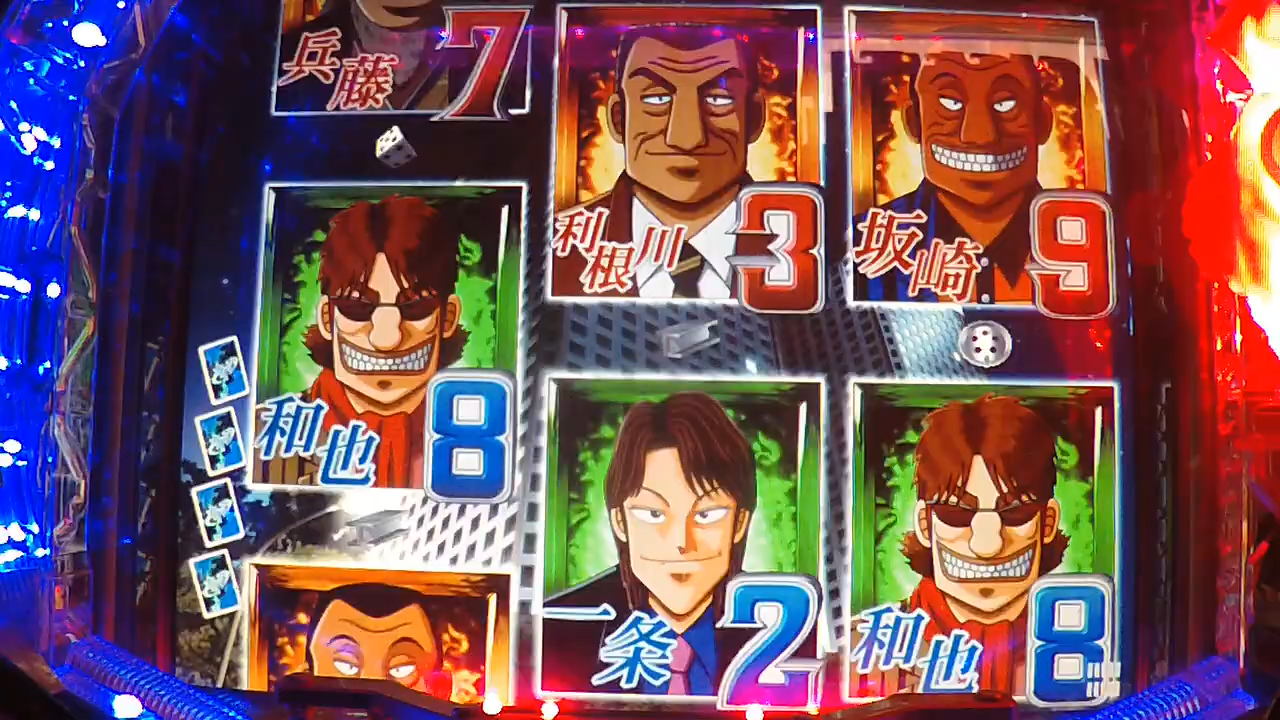 兵藤 7
利根川 3
坂崎 9
和也 8
一条 2
和也 8